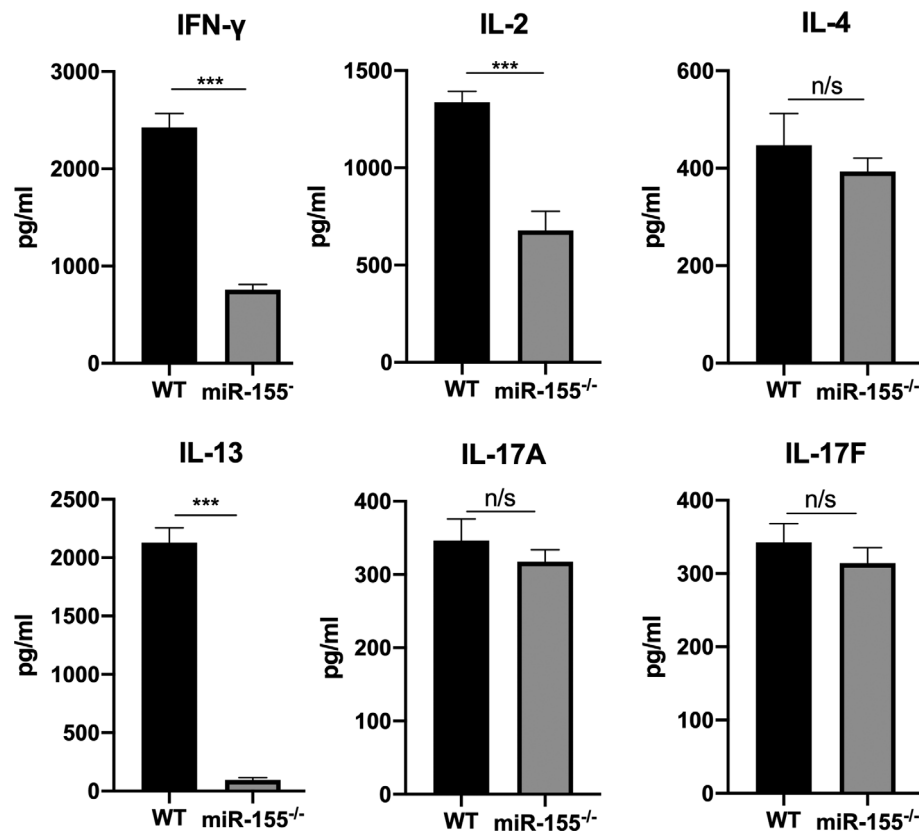 IFN-γ
***
3000
2000
1000
0
pg/ml
WT miR-155⁻
IL-2
***
1500
1000
500
0
pg/ml
WT miR-155⁻/⁻
IL-4
n/s
600
400
200
0
pg/ml
WT miR-155⁻/⁻
IL-13
***
2500
2000
1500
1000
500
0
pg/ml
WT miR-155⁻/⁻
IL-17A
n/s
400
300
200
100
0
pg/ml
WT miR-155⁻/⁻
IL-17F
n/s
400
300
200
100
0
pg/ml
WT miR-155⁻/⁻